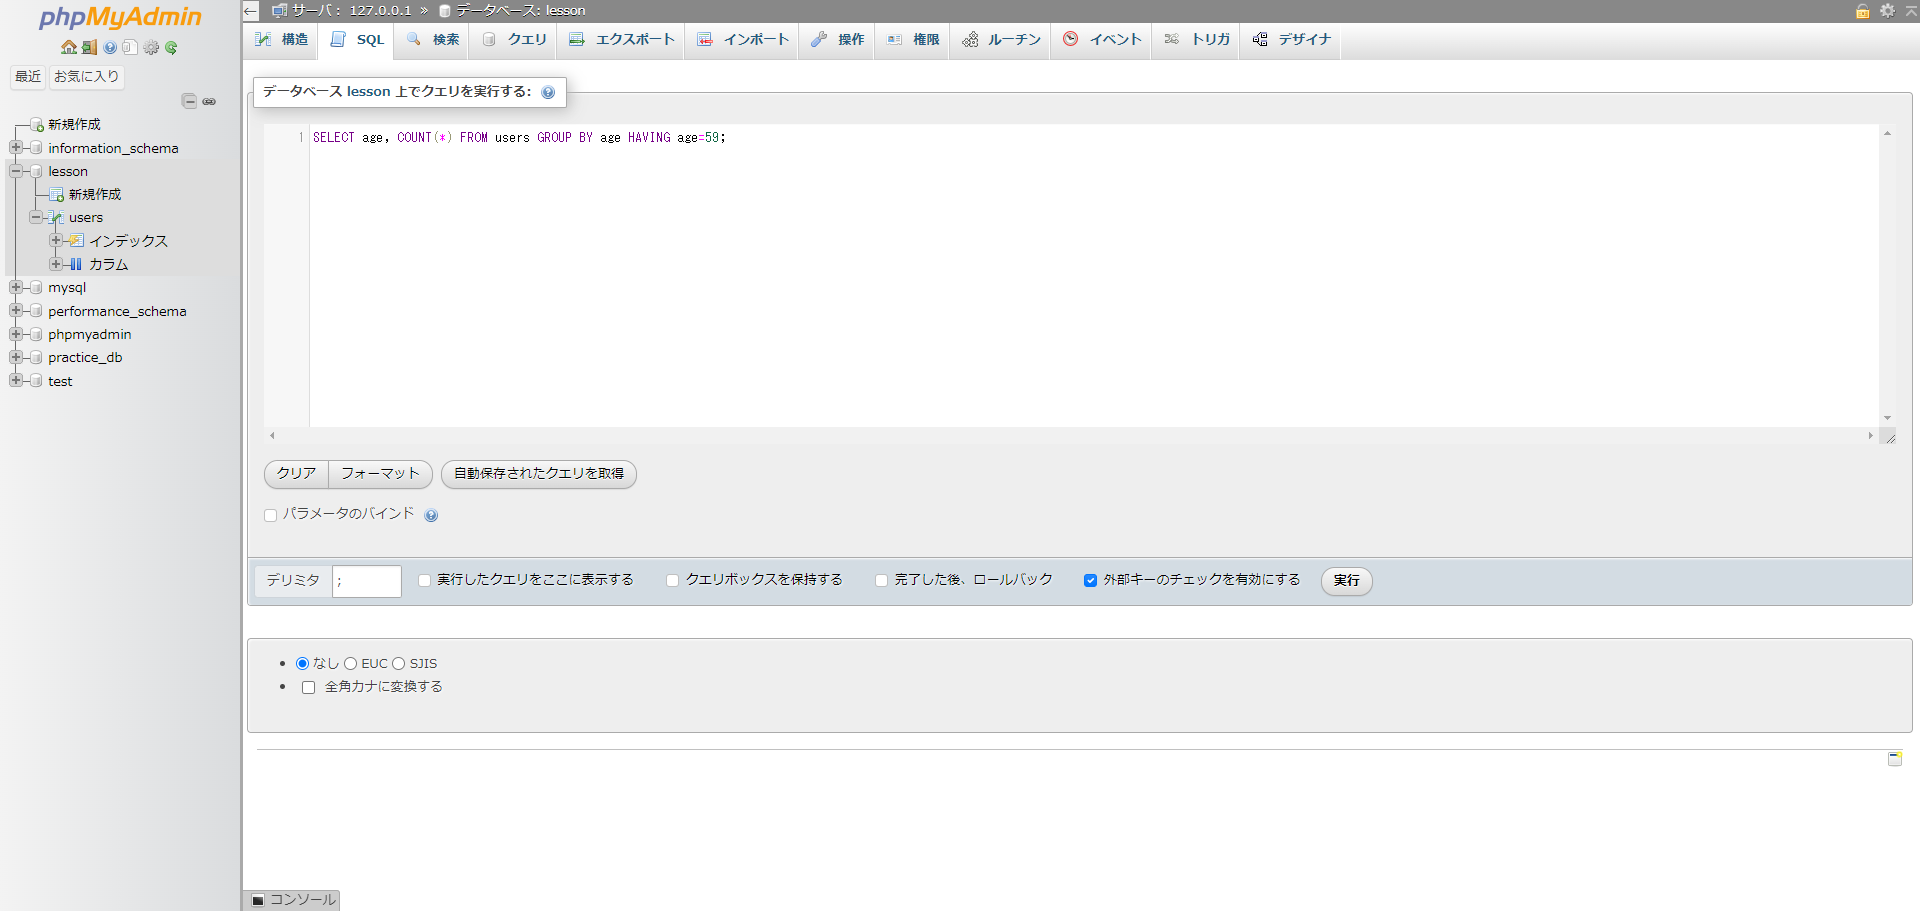 phpMyAdmin
最近 お気に入り
新規作成
information_schema
lesson
新規作成
users
インデックス
カラム
mysql
performance_schema
phpmyadmin
practice_db
test
← サーバ: 127.0.0.1 » データベース: lesson
構造 SQL 検索 クエリ エクスポート インポート 操作 権限 ルーチン イベント トリガ デザイナ
データベース lesson 上でクエリを実行する:
1 SELECT age, COUNT(*) FROM users GROUP BY age HAVING age=59;
クリア フォーマット 自動保存されたクエリを取得
パラメータのバインド
デリミタ ; 実行したクエリをここに表示する クエリボックスを保持する 完了した後、ロールバック 外部キーのチェックを有効にする 実行
なし EUC SJIS
全角カナに変換する
コンソール